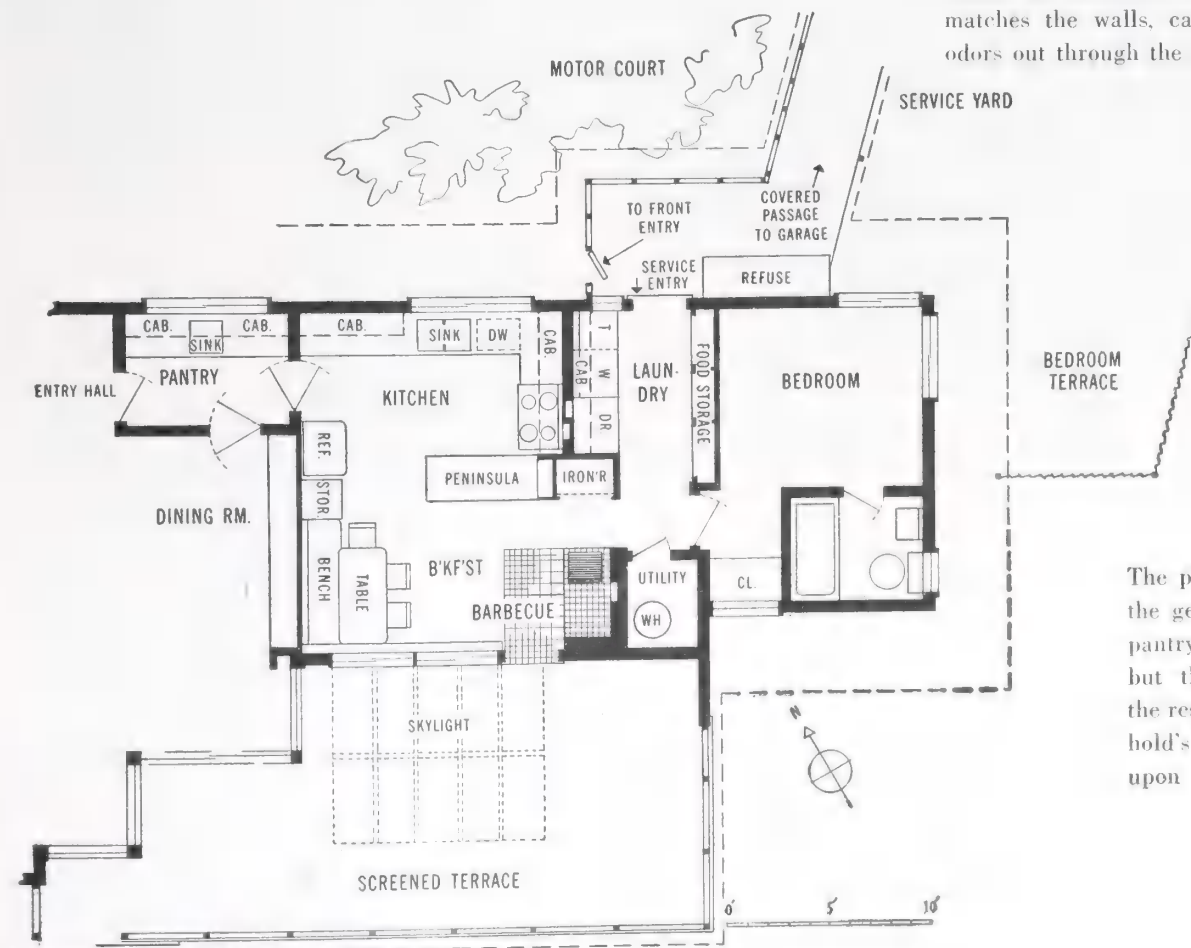 matches the walls, ca
odors out through the
MOTOR COURT
SERVICE YARD
TO FRONT
ENTRY
COVERED
PASSAGE
TO GARAGE
SERVICE
ENTRY
REFUSE
CAB.
CAB.
SINK
PANTRY
ENTRY HALL
CAB.
SINK
DW
CAB
KITCHEN
T
W
CAB.
DR
LAUN-
DRY
FOOD STORAGE
BEDROOM
BEDROOM
TERRACE
REF.
STOR.
PENINSULA
IRON'R
DINING RM.
BENCH
TABLE
B'KF'ST
BARBECUE
UTILITY
WH
CL.
SKYLIGHT
N
SCREENED TERRACE
0' 5' 10'
The p
the ge
pantry
but th
the res
hold's
upon